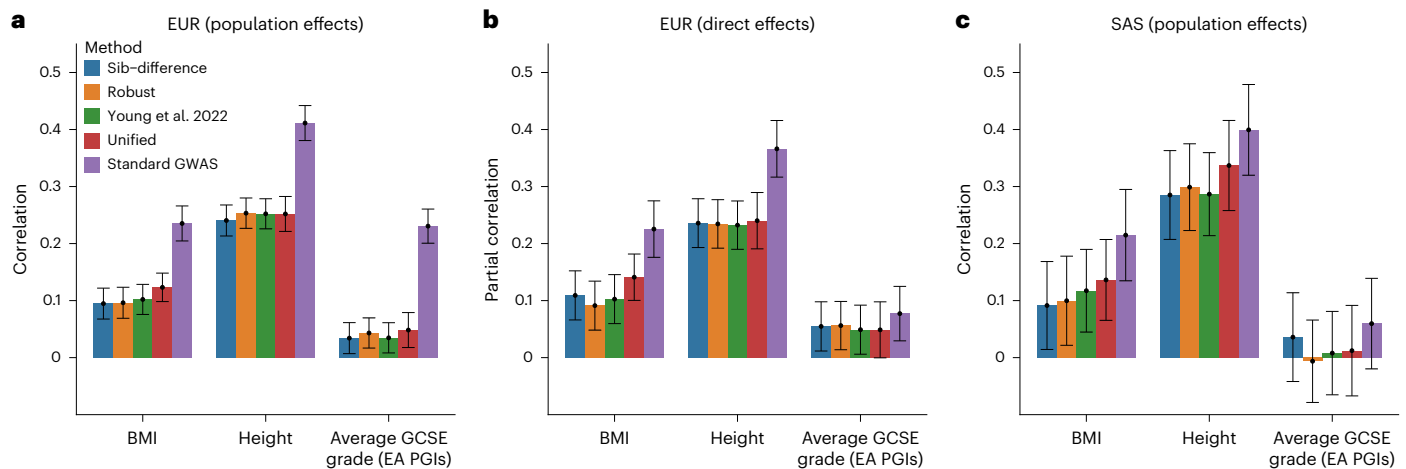 a
EUR (population effects)
Method
Sib–difference
Robust
Young et al. 2022
Unified
Standard GWAS
Correlation
0.5
0.4
0.3
0.2
0.1
0
BMI
Height
Average GCSE
grade (EA PGIs)
b
EUR (direct effects)
Partial correlation
0.5
0.4
0.3
0.2
0.1
0
BMI
Height
Average GCSE
grade (EA PGIs)
c
SAS (population effects)
Correlation
0.5
0.4
0.3
0.2
0.1
0
BMI
Height
Average GCSE
grade (EA PGIs)